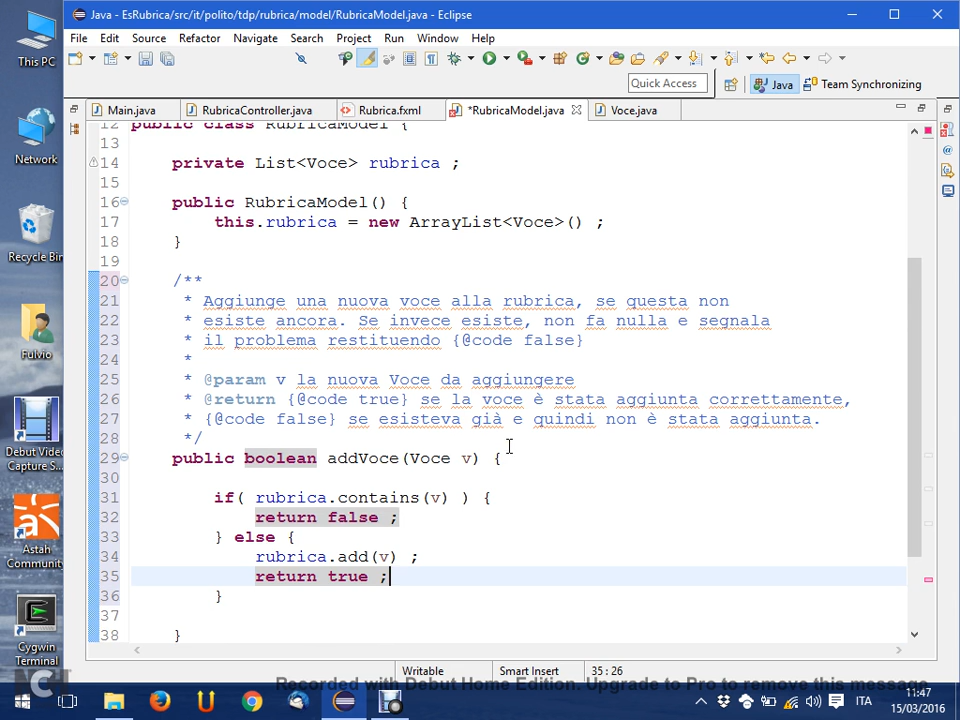 This PC
Network
Recycle Bin
Fulvio
Debut Video
Capture S...
Astah
Community
Cygwin
Terminal
Java - EsRubrica/src/it/polito/tdp/rubrica/model/RubricaModel.java - Eclipse
File Edit Source Refactor Navigate Search Project Run Window Help
Quick Access Java Team Synchronizing
Main.java RubricaController.java Rubrica.fxml *RubricaModel.java Voce.java
12 public class RubricaModel {
13
14 private List<Voce> rubrica ;
15
16 public RubricaModel() {
17 this.rubrica = new ArrayList<Voce>() ;
18 }
19
20 /**
21 * Aggiunge una nuova voce alla rubrica, se questa non
22 * esiste ancora. Se invece esiste, non fa nulla e segnala
23 * il problema restituendo {@code false}
24 *
25 * @param v la nuova Voce da aggiungere
26 * @return {@code true} se la voce è stata aggiunta correttamente,
27 * {@code false} se esisteva già e quindi non è stata aggiunta.
28 */
29 public boolean addVoce(Voce v) {
30
31 if( rubrica.contains(v) ) {
32 return false ;
33 } else {
34 rubrica.add(v) ;
35 return true ;
36 }
37
38 }
Writable Smart Insert 35 : 26
Recorded with Debut Home Edition. Upgrade to Pro to remove this message
ITA
11:47
15/03/2016